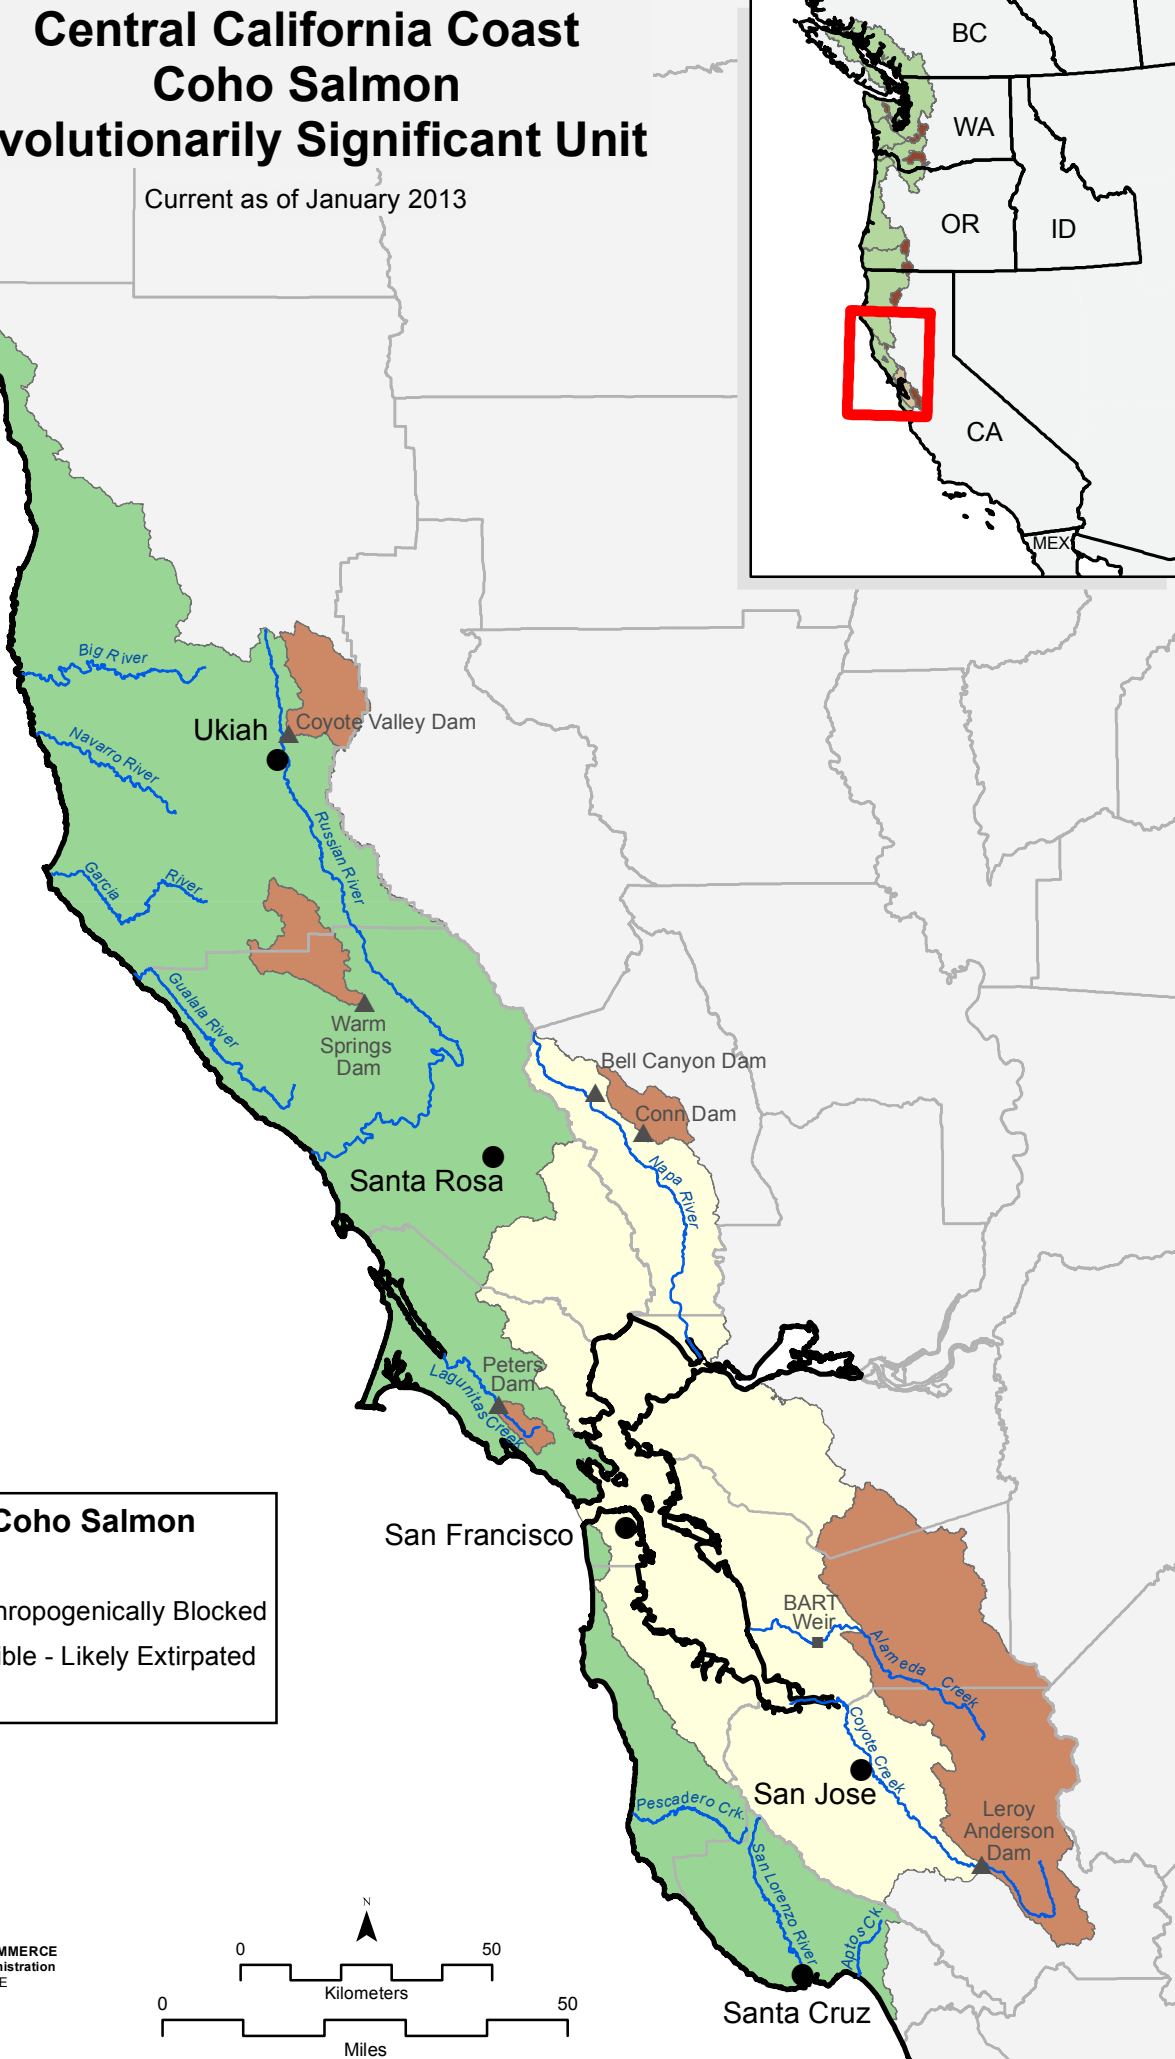 Central California Coast
Coho Salmon
volutionarily Significant Unit
Current as of January 2013
BC
WA
OR
ID
CA
MEX
Big River
Ukiah
Coyote Valley Dam
Navarro River
Russian River
Garcia River
Gualala River
Warm
Springs
Dam
Bell Canyon Dam
Conn Dam
Napa River
Santa Rosa
Peters
Dam
Lagunitas Creek
Coho Salmon
San Francisco
hropogenically Blocked
ible - Likely Extirpated
BART
Weir
Alameda Creek
Coyote Creek
San Jose
Pescadero Crk.
Leroy
Anderson
Dam
San Lorenzo River
Aptos Ck.
N
MMERCE
nistration
E
0 50
Kilometers
0 50
Miles
Santa Cruz